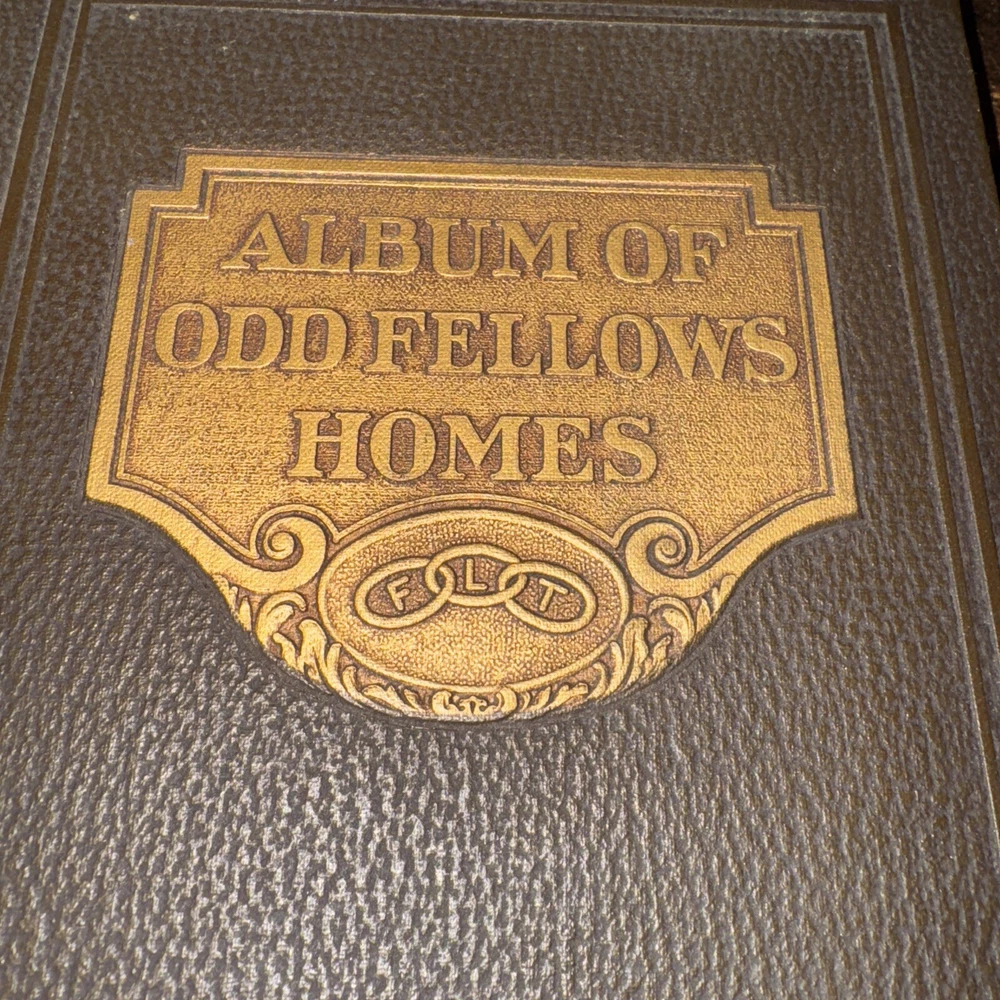 ALBUM OF
ODD FELLOWS
HOMES
F L T